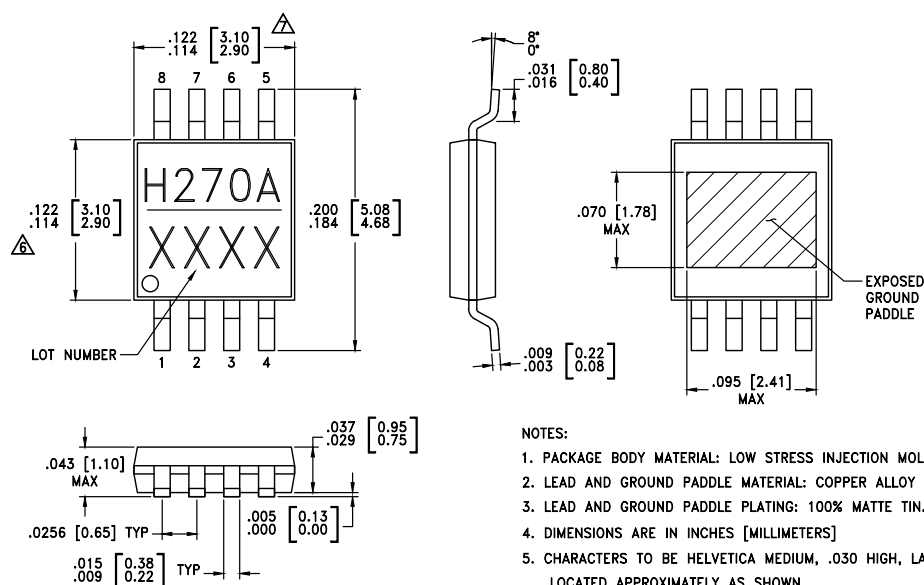 .122 [3.10]
.114 [2.90]
7
8 7 6 5
.122 [3.10]
.114 [2.90]
6
H270A
XXXX
.200 [5.08]
.184 [4.68]
LOT NUMBER
1 2 3 4
8°
0°
.031 [0.80]
.016 [0.40]
.009 [0.22]
.003 [0.08]
.070 [1.78]
MAX
EXPOSED
GROUND
PADDLE
.095 [2.41]
MAX
.043 [1.10]
MAX
.037 [0.95]
.029 [0.75]
.0256 [0.65] TYP
.005 [0.13]
.000 [0.00]
.015 [0.38]
.009 [0.22]
TYP
NOTES:
1. PACKAGE BODY MATERIAL: LOW STRESS INJECTION MOL
2. LEAD AND GROUND PADDLE MATERIAL: COPPER ALLOY
3. LEAD AND GROUND PADDLE PLATING: 100% MATTE TIN.
4. DIMENSIONS ARE IN INCHES [MILLIMETERS]
5. CHARACTERS TO BE HELVETICA MEDIUM, .030 HIGH, LA
LOCATED APPROXIMATELY AS SHOWN